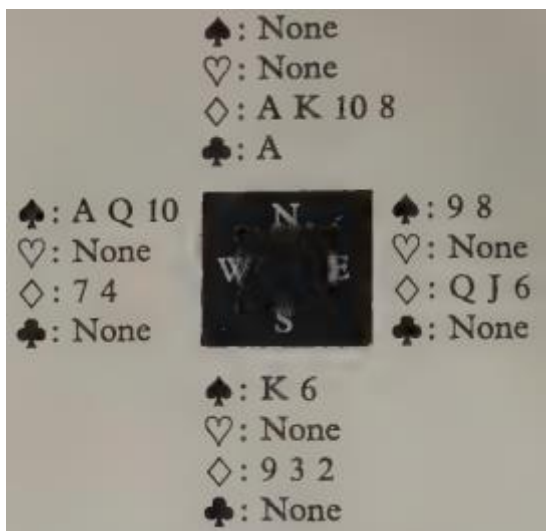 ♠: None
♡: None
♢: A K 10 8
♣: A
♠: A Q 10
♡: None
♢: 7 4
♣: None
N
W E
S
♠: 9 8
♡: None
♢: Q J 6
♣: None
♠: K 6
♡: None
♢: 9 3 2
♣: None